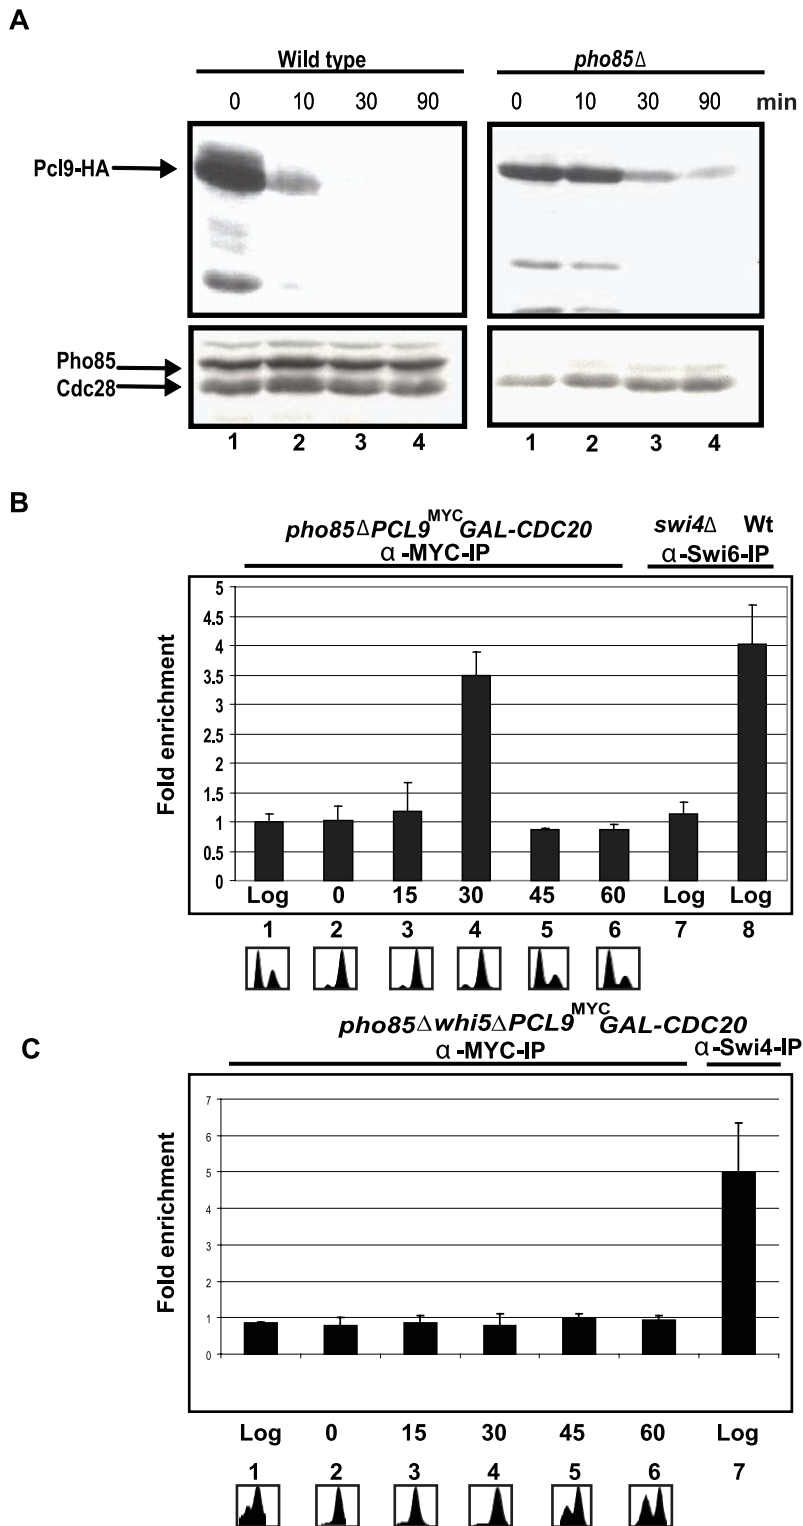 A
Wild type pho85Δ
0 10 30 90 0 10 30 90 min
Pcl9-HA
Pho85
Cdc28
1 2 3 4 1 2 3 4
B
pho85ΔPCL9MYC GAL-CDC20 swi4Δ Wt
α-MYC-IP α-Swi6-IP
Fold enrichment
5
4.5
4
3.5
3
2.5
2
1.5
1
0.5
0
Log 0 15 30 45 60 Log Log
1 2 3 4 5 6 7 8
C
pho85Δwhi5ΔPCL9MYC GAL-CDC20
α-MYC-IP α-Swi4-IP
Fold enrichment
7
6
5
4
3
2
1
0
Log 0 15 30 45 60 Log
1 2 3 4 5 6 7